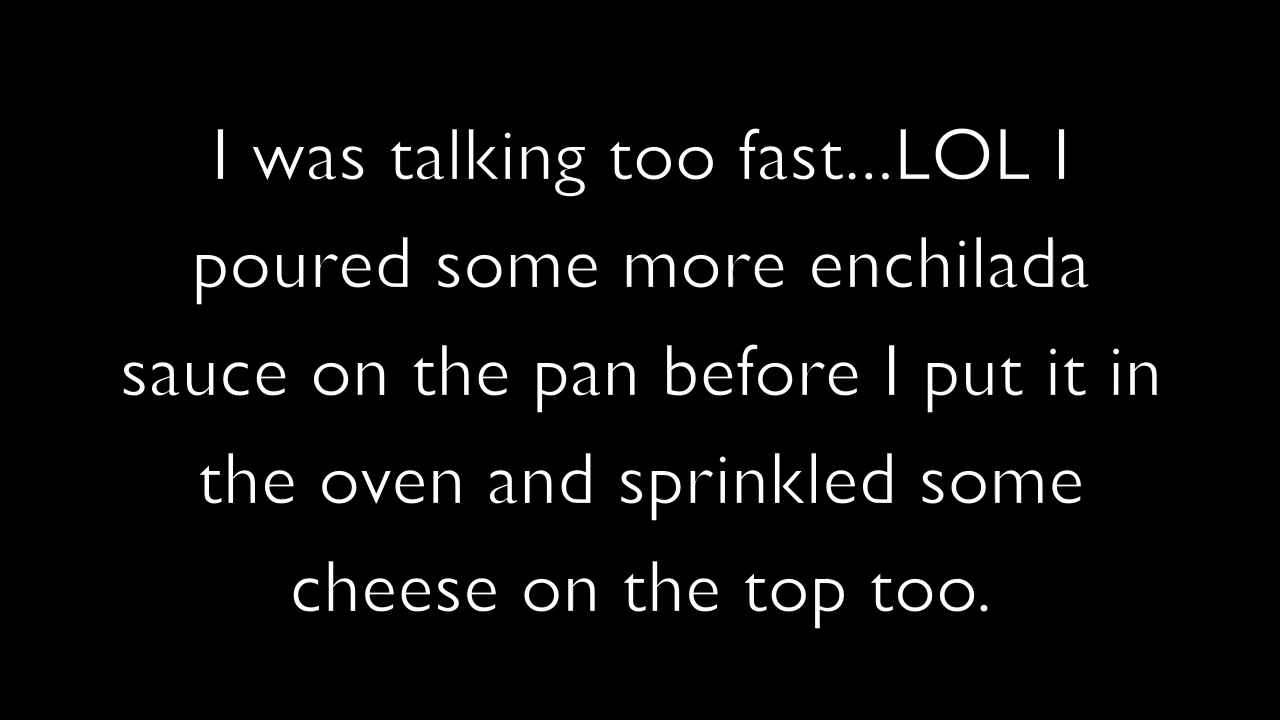 I was talking too fast...LOL I
poured some more enchilada
sauce on the pan before I put it in
the oven and sprinkled some
cheese on the top too.